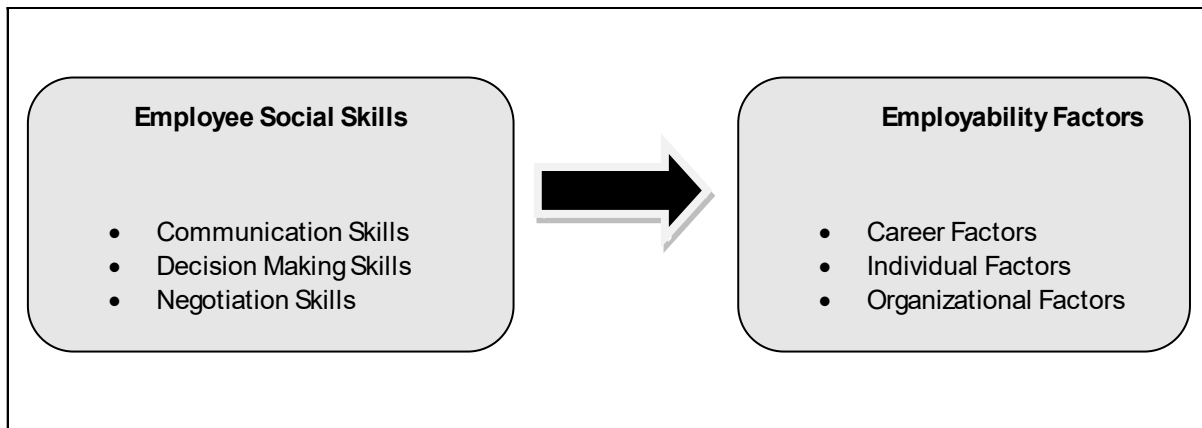 Employee Social Skills
• Communication Skills
• Decision Making Skills
• Negotiation Skills
Employability Factors
• Career Factors
• Individual Factors
• Organizational Factors